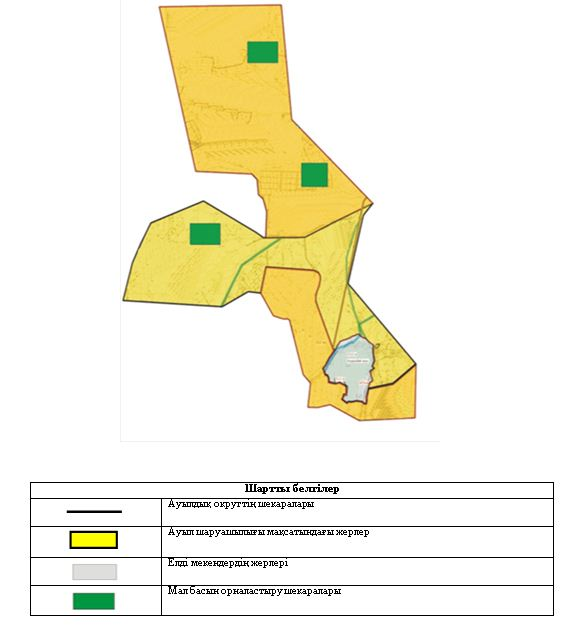 Шартты белгілер
Ауылдық округтің шекаралары
Ауыл шаруашылығы мақсатындағы жерлер
Елді мекендердің жерлері
Мал басын орналастыру шекаралары